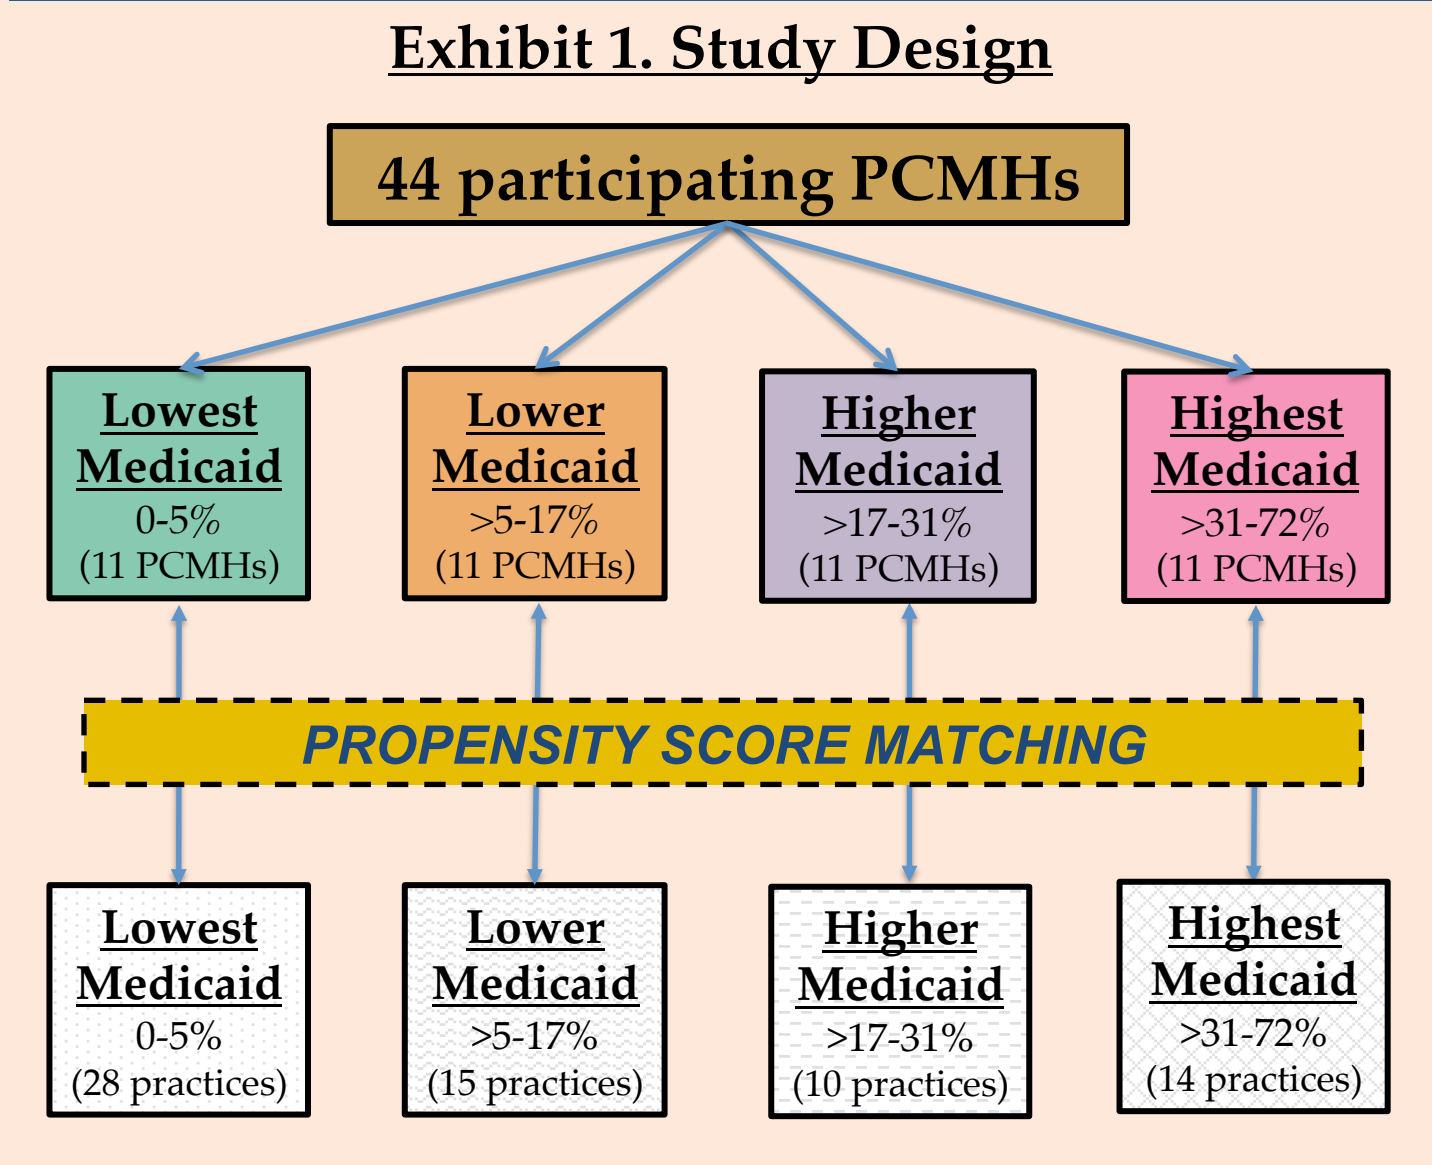 Exhibit 1. Study Design
44 participating PCMHs
Lowest
Medicaid
0-5%
(11 PCMHs)
Lower
Medicaid
>5-17%
(11 PCMHs)
Higher
Medicaid
>17-31%
(11 PCMHs)
Highest
Medicaid
>31-72%
(11 PCMHs)
PROPENSITY SCORE MATCHING
Lowest
Medicaid
0-5%
(28 practices)
Lower
Medicaid
>5-17%
(15 practices)
Higher
Medicaid
>17-31%
(10 practices)
Highest
Medicaid
>31-72%
(14 practices)